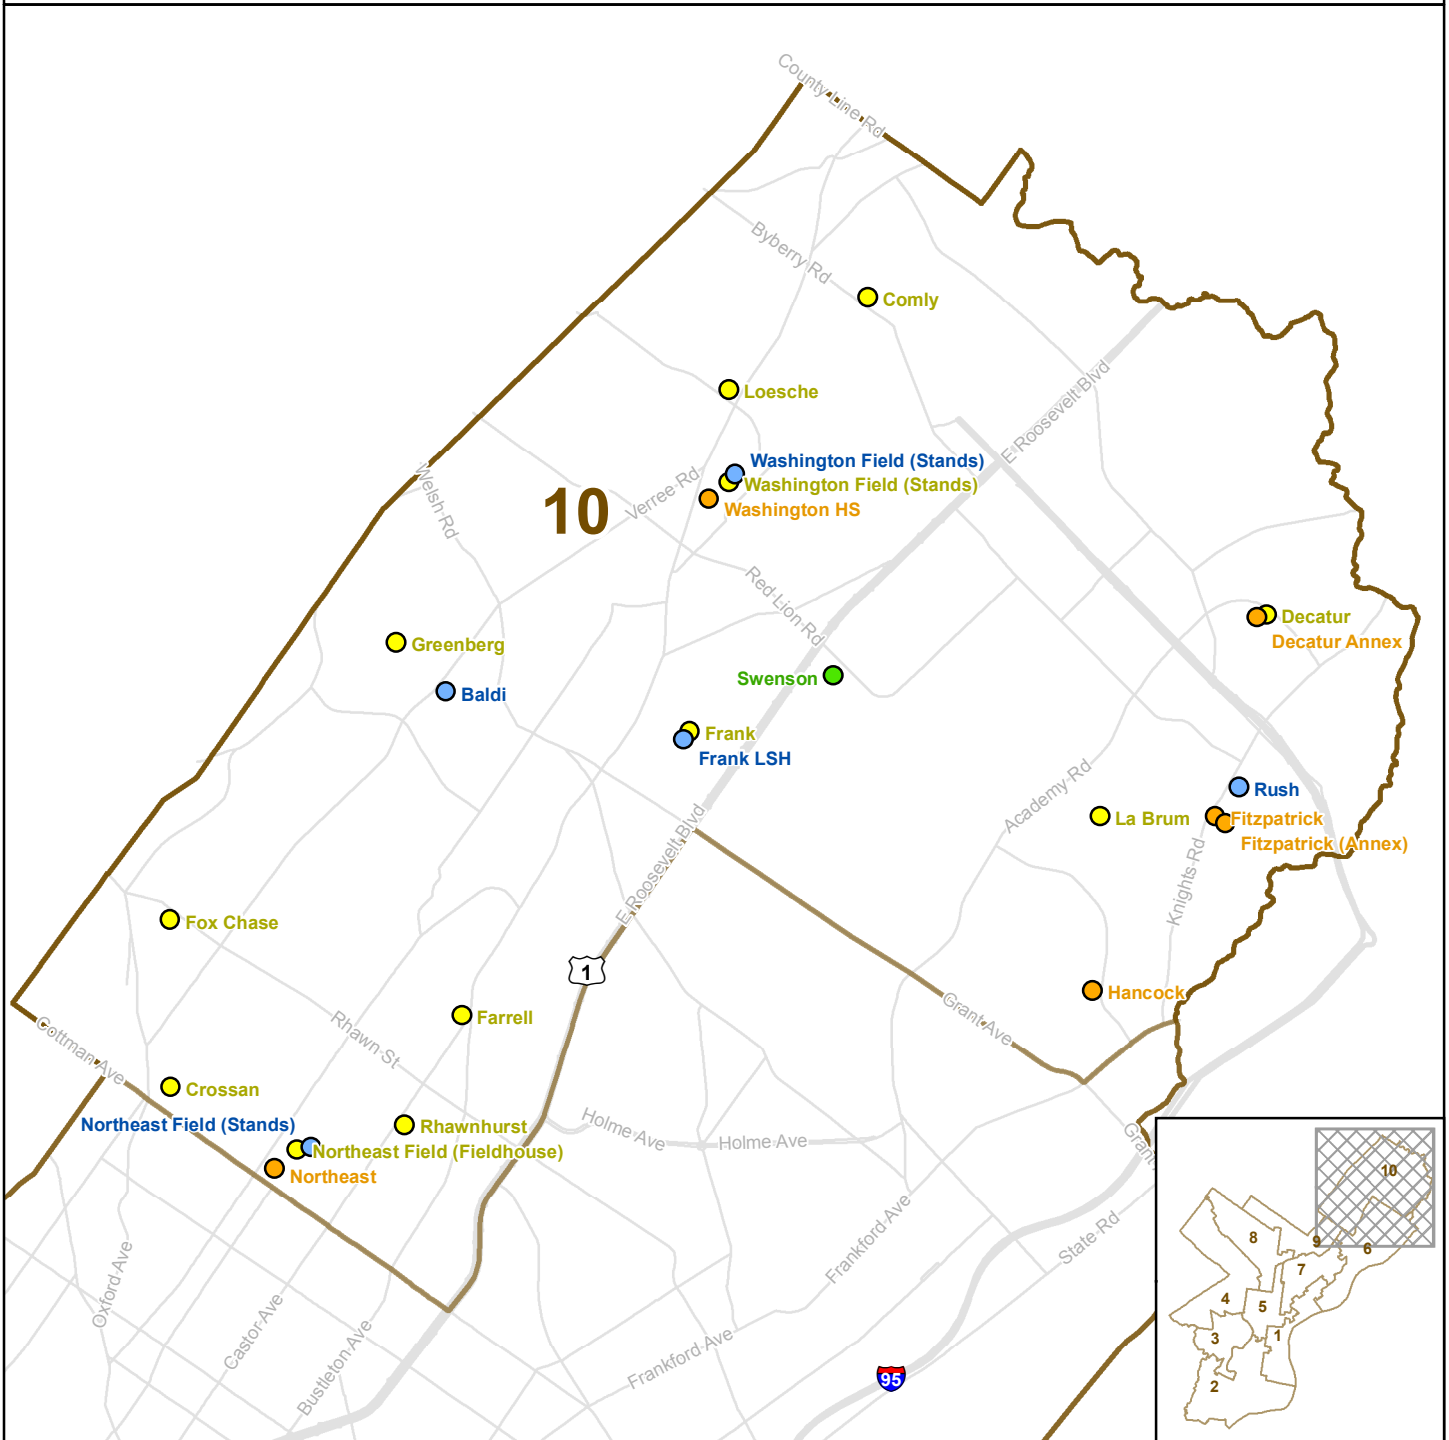 County Line Rd
Byberry Rd
Comly
E Roosevelt Blvd
Loesche
Welsh Rd
Verree Rd
Washington Field (Stands)
Washington Field (Stands)
Washington HS
10
Red Lion Rd
Decatur
Decatur Annex
Greenberg
Baldi
Swenson
Frank
Frank LSH
Academy Rd
Rush
La Brum
Fitzpatrick
Fitzpatrick (Annex)
E Roosevelt Blvd
Knights Rd
Fox Chase
1
Hancock
Grant Ave
Farrell
Rhawn St
Cottman Ave
Crossan
Northeast Field (Stands)
Rhawnhurst
Northeast Field (Fieldhouse)
Northeast
Holme Ave
Holme Ave
Grant
Frankford Ave
State Rd
Oxford Ave
Castor Ave
Bustleton Ave
Frankford Ave
95
10
8
9
6
7
4
5
3
1
2